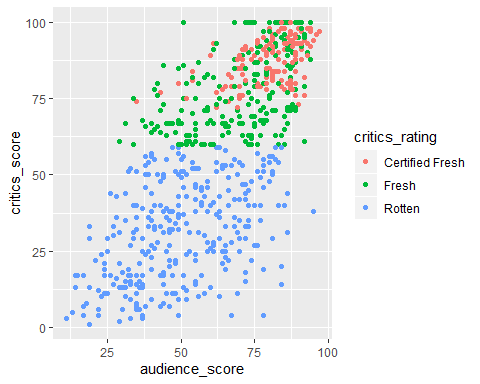 100
75
50
25
0
critics_score
25
50
75
100
audience_score
critics_rating
Certified Fresh
Fresh
Rotten